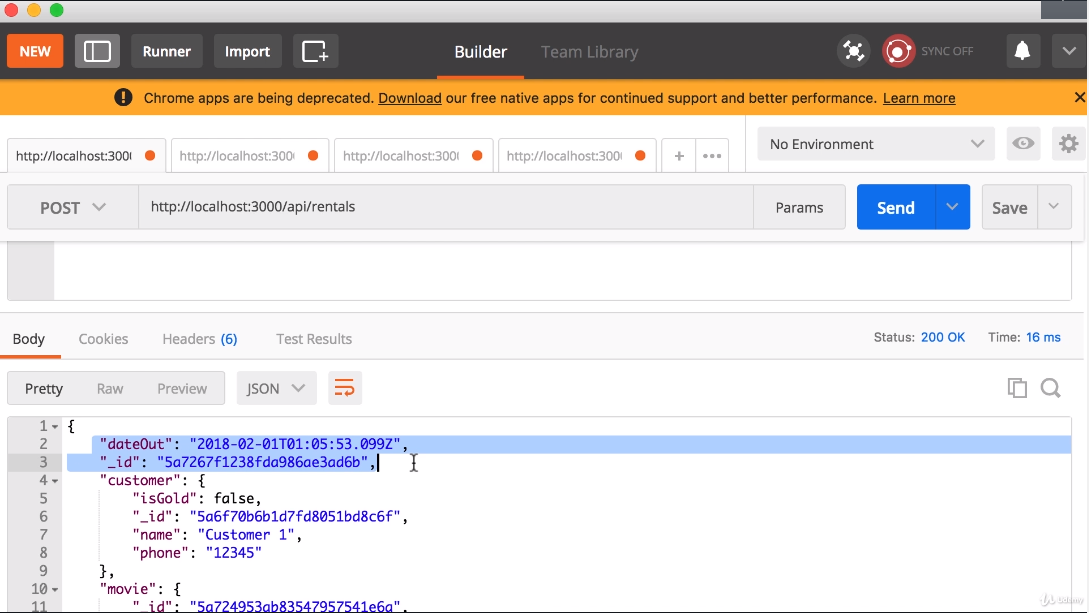 NEW Runner Import Builder Team Library SYNC OFF
Chrome apps are being deprecated. Download our free native apps for continued support and better performance. Learn more
http://localhost:300 http://localhost:300 http://localhost:300 http://localhost:300 No Environment
POST http://localhost:3000/api/rentals Params Send Save
Body Cookies Headers (6) Test Results Status: 200 OK Time: 16 ms
Pretty Raw Preview JSON
1 {
2 "dateOut": "2018-02-01T01:05:53.099Z",
3 "_id": "5a7267f1238fda986ae3ad6b",
4 "customer": {
5 "isGold": false,
6 "_id": "5a6f70b6b1d7fd8051bd8c6f",
7 "name": "Customer 1",
8 "phone": "12345"
9 },
10 "movie": {
11 "_id": "5a724953ab83547957541e6a",
Udemy